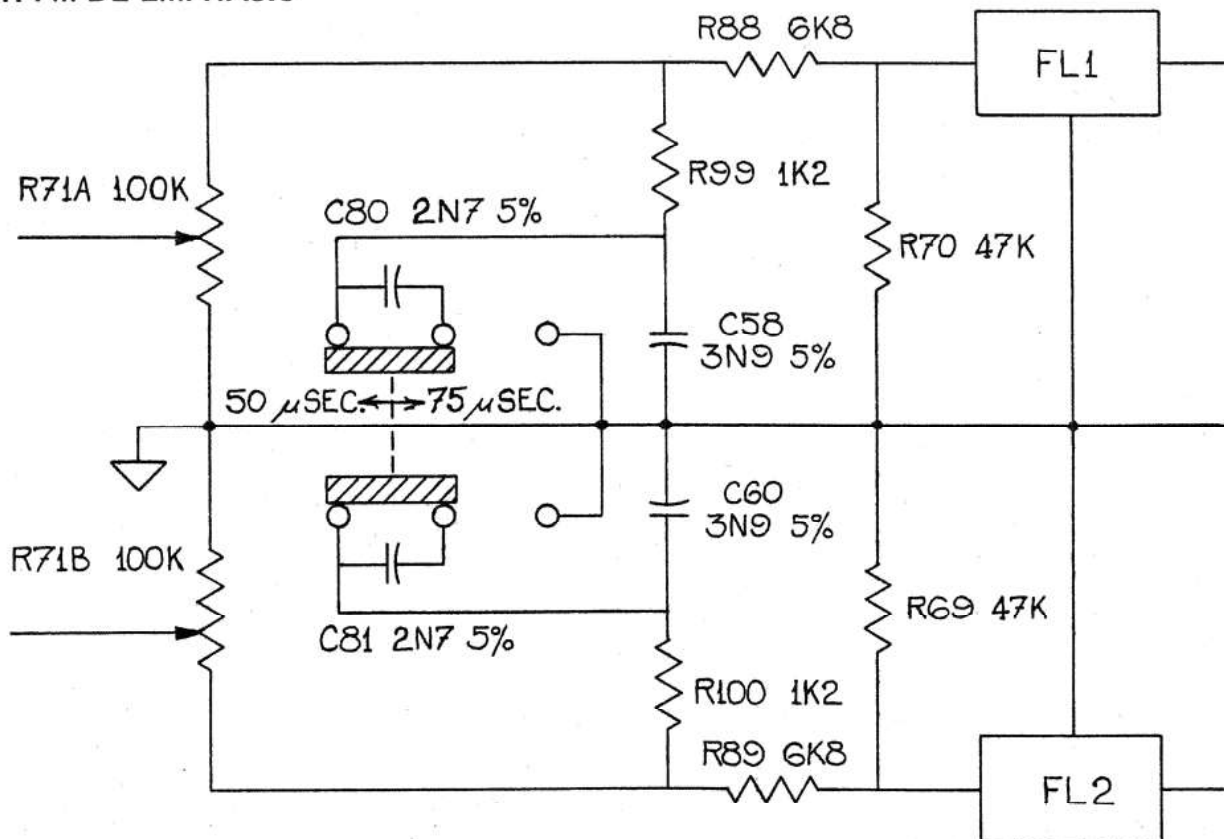 R88 6K8
FL1
R99 1K2
R71A 100K
C80 2N7 5%
R70 47K
C58
3N9 5%
50 µSEC. 75 µSEC.
C60
3N9 5%
R71B 100K
R69 47K
C81 2N7 5%
R100 1K2
R89 6K8
FL2